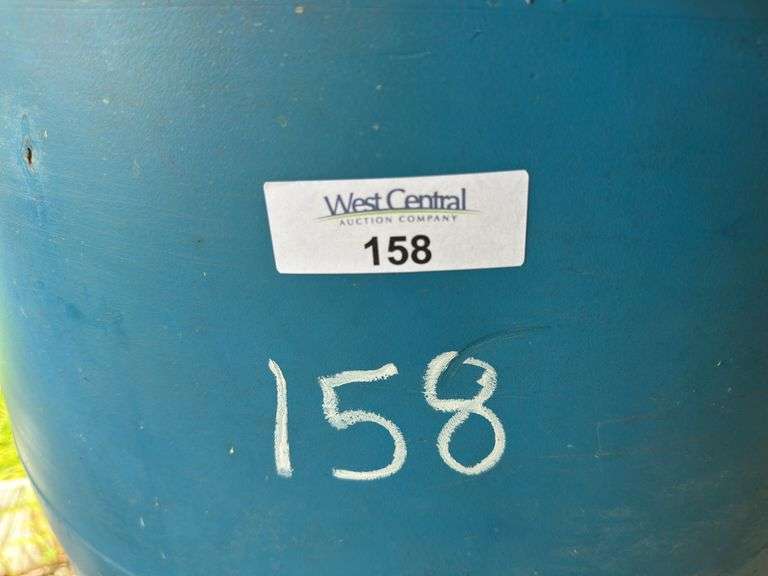 West Central
AUCTION COMPANY
158
158